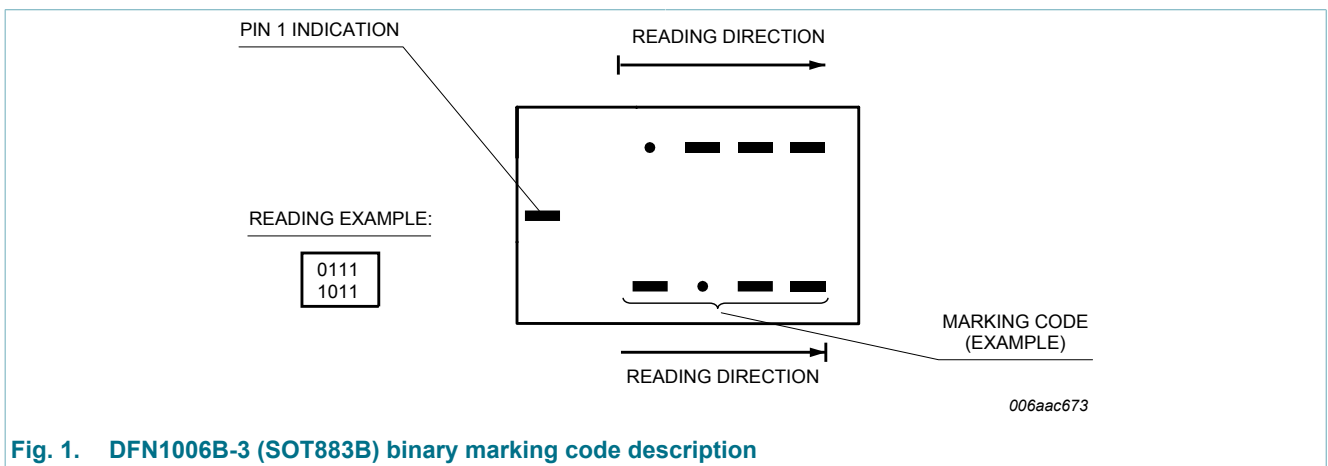 PIN 1 INDICATION
READING DIRECTION
READING EXAMPLE:
0111
1011
MARKING CODE
(EXAMPLE)
READING DIRECTION
006aac673
Fig. 1. DFN1006B-3 (SOT883B) binary marking code description